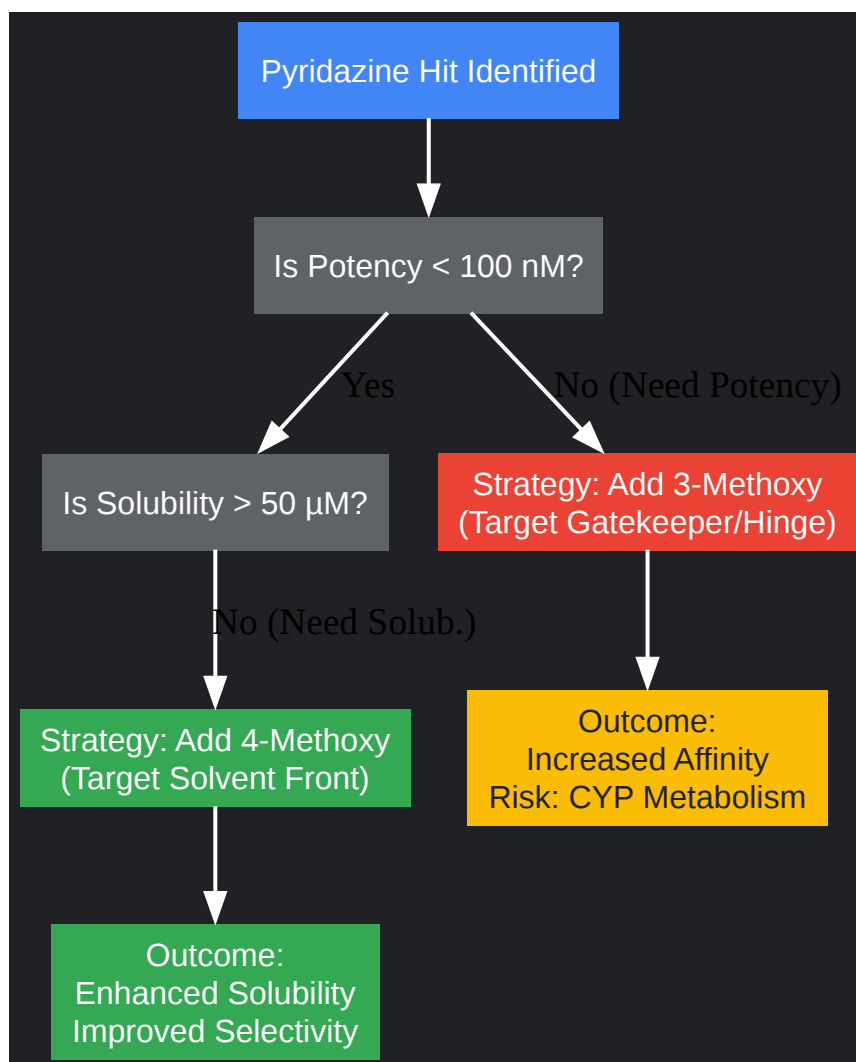 Pyridazine Hit Identified
Is Potency < 100 nM?
Yes
No (Need Potency)
Is Solubility > 50 µM?
Strategy: Add 3-Methoxy
(Target Gatekeeper/Hinge)
No (Need Solub.)
Strategy: Add 4-Methoxy
(Target Solvent Front)
Outcome:
Increased Affinity
Risk: CYP Metabolism
Outcome:
Enhanced Solubility
Improved Selectivity